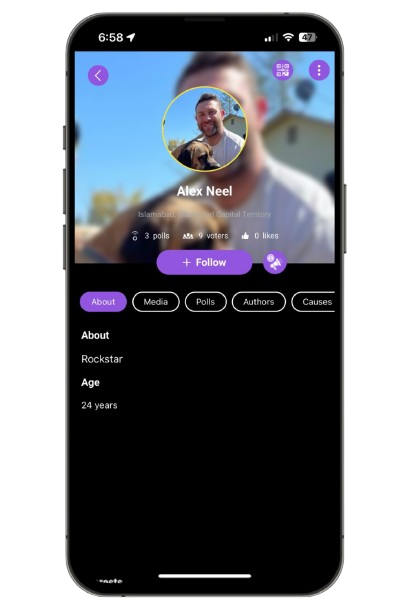 6:58
47
Alex Neel
Islamabad, Capital Territory
3 polls 9 voters 0 likes
+ Follow
About Media Polls Authors Causes
About
Rockstar
Age
24 years